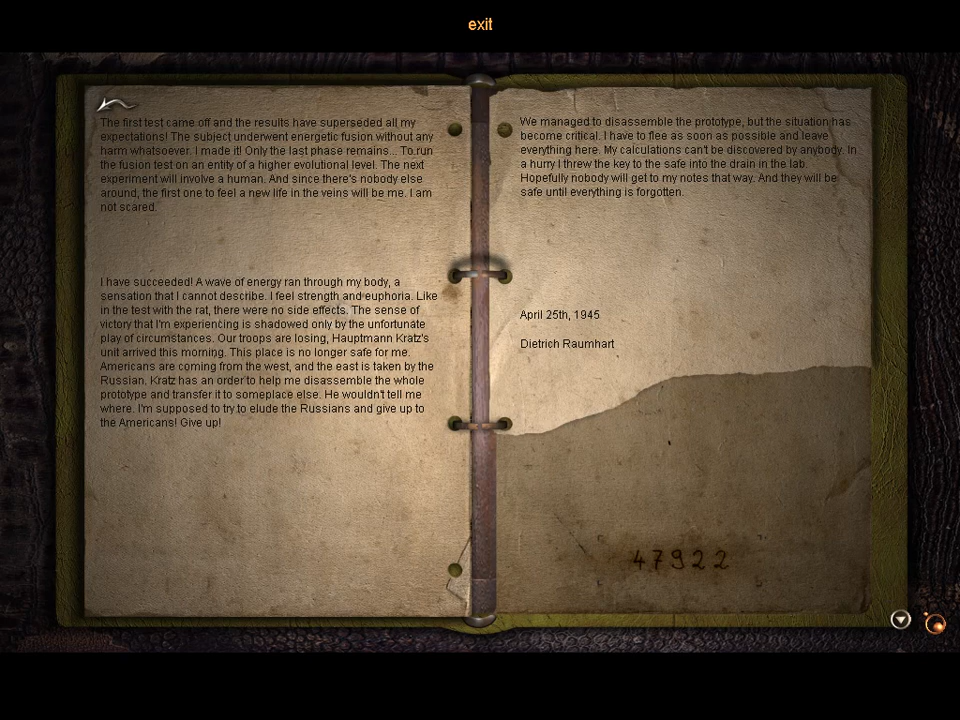 exit
The first test came off and the results have superseded all my
expectations! The subject underwent energetic fusion without any
harm whatsoever. I made it! Only the last phase remains... To run
the fusion test on an entity of a higher evolutional level. The next
experiment will involve a human. And since there's nobody else
around, the first one to feel a new life in the veins will be me. I am
not scared.
I have succeeded! A wave of energy ran through my body, a
sensation that I cannot describe. I feel strength and euphoria. Like
in the test with the rat, there were no side effects. The sense of
victory that I'm experiencing is shadowed only by the unfortunate
play of circumstances. Our troops are losing, Hauptmann Kratz's
unit arrived this morning. This place is no longer safe for me.
Americans are coming from the west, and the east is taken by the
Russian. Kratz has an order to help me disassemble the whole
prototype and transfer it to someplace else. He wouldn't tell me
where. I'm supposed to try to elude the Russians and give up to
the Americans! Give up!
We managed to disassemble the prototype, but the situation has
become critical. I have to flee as soon as possible and leave
everything here. My calculations can't be discovered by anybody. In
a hurry I threw the key to the safe into the drain in the lab.
Hopefully nobody will get to my notes that way. And they will be
safe until everything is forgotten.
April 25th, 1945
Dietrich Raumhart
47922